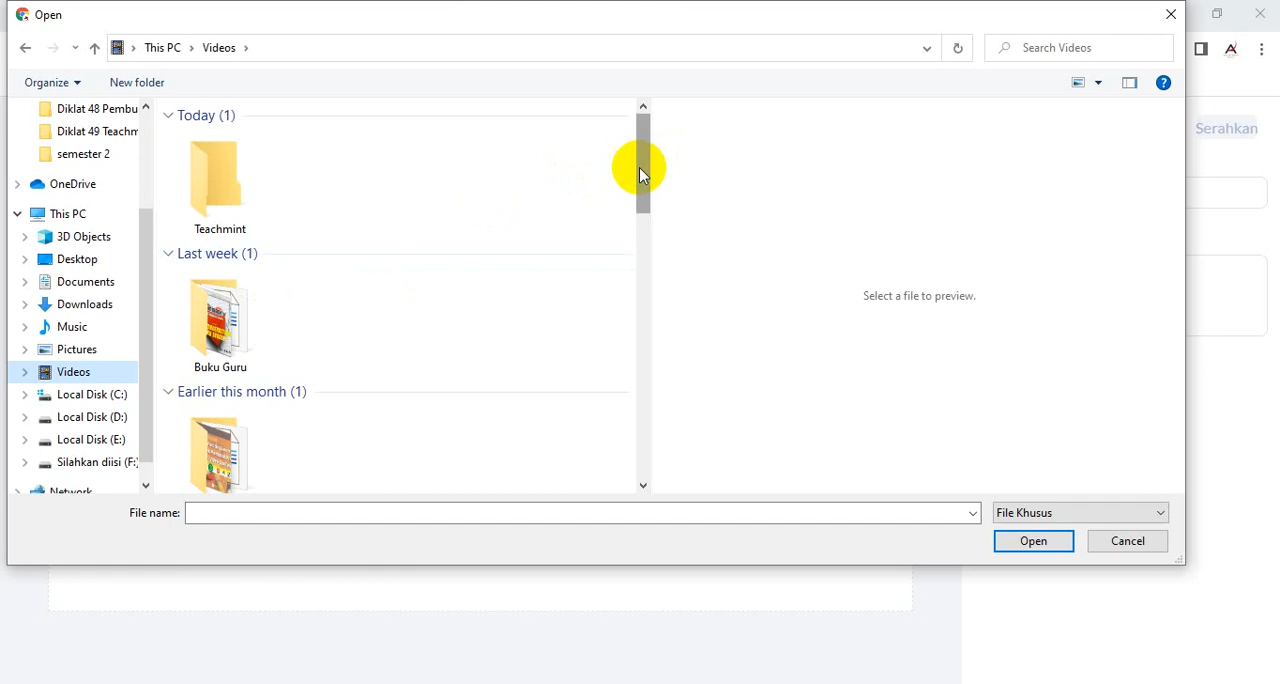 Open
This PC
Videos
Search Videos
Organize
New folder
Diklat 48 Pembu
Diklat 49 Teachm
semester 2
OneDrive
This PC
3D Objects
Desktop
Documents
Downloads
Music
Pictures
Videos
Local Disk (C:)
Local Disk (D:)
Local Disk (E:)
Silahkan diisi (F:)
Network
Today (1)
Teachmint
Last week (1)
Buku Guru
Earlier this month (1)
Select a file to preview.
Serahkan
File name:
File Khusus
Open
Cancel